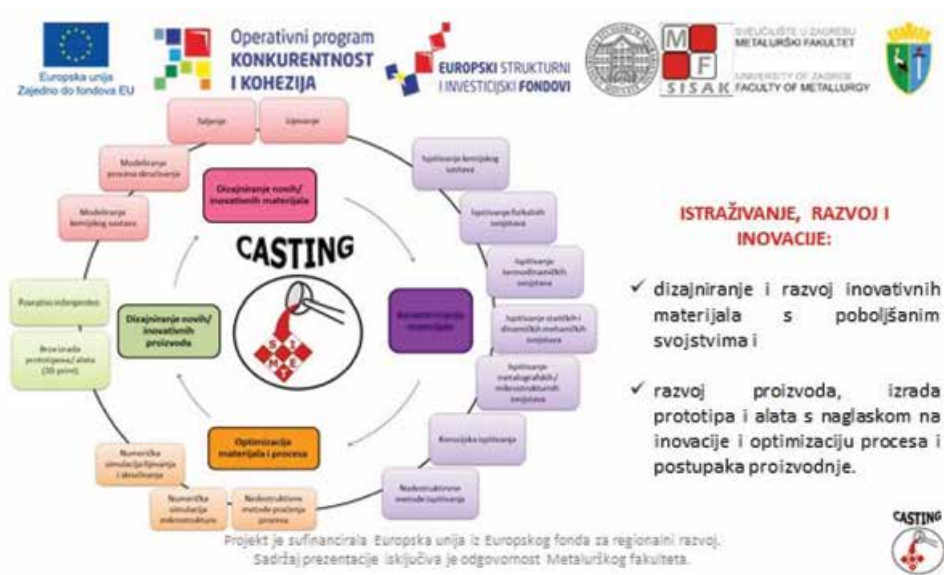 Europska unija
Zajedno do fondova EU
Operativni program
KONKURENTNOST
I KOHEZIJA
EUROPSKI STRUKTURNI
I INVESTICIJSKI FONDOVI
M
F
SISAK
SVEUČILIŠTE U ZAGREBU
METALURŠKI FAKULTET
UNIVERSITY OF ZAGREB
FACULTY OF METALLURGY
Taljenje
Lijevanje
Modeliranje
procesa skrućivanja
Modeliranje
kemijskog sastava
Dizajniranje novih/
inovativnih materijala
Ispitivanje kemijskog
sastava
Ispitivanje fizikalnih
svojstava
Ispitivanje
termodinamičkih
svojstava
Ispitivanje statičkih i
dinamičkih mehaničkih
svojstava
Ispitivanje
metalografskih/
mikrostrukturnih
svojstava
Korozijska ispitivanja
Nedestruktivne
metode ispitivanja
CASTING
SIMET
Povratno inženjerstvo
Brza izrada
prototipova/ alata
(3D print)
Dizajniranje novih/
inovativnih
proizvoda
materijala
Optimizacija
materijala i procesa
Numerička
simulacija lijevanja
i skrućivanja
Numerička
simulacija
mikrostrukture
Nedestruktivne
metode praćenja
procesa
ISTRAŽIVANJE, RAZVOJ I
INOVACIJE:
✓ dizajniranje i razvoj inovativnih
materijala s poboljšanim
svojstvima i
✓ razvoj proizvoda, izrada
prototipa i alata s naglaskom na
inovacije i optimizaciju procesa i
postupaka proizvodnje.
Projekt je sufinancirala Europska unija iz Europskog fonda za regionalni razvoj.
Sadržaj prezentacije isključiva je odgovornost Metalurškog fakulteta.
CASTING